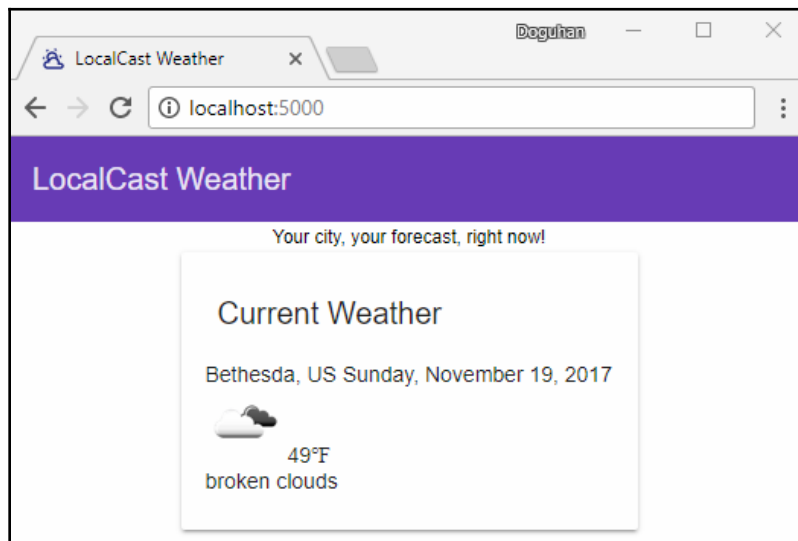 Doguhan
LocalCast Weather
localhost:5000
LocalCast Weather
Your city, your forecast, right now!
Current Weather
Bethesda, US Sunday, November 19, 2017
49°F
broken clouds